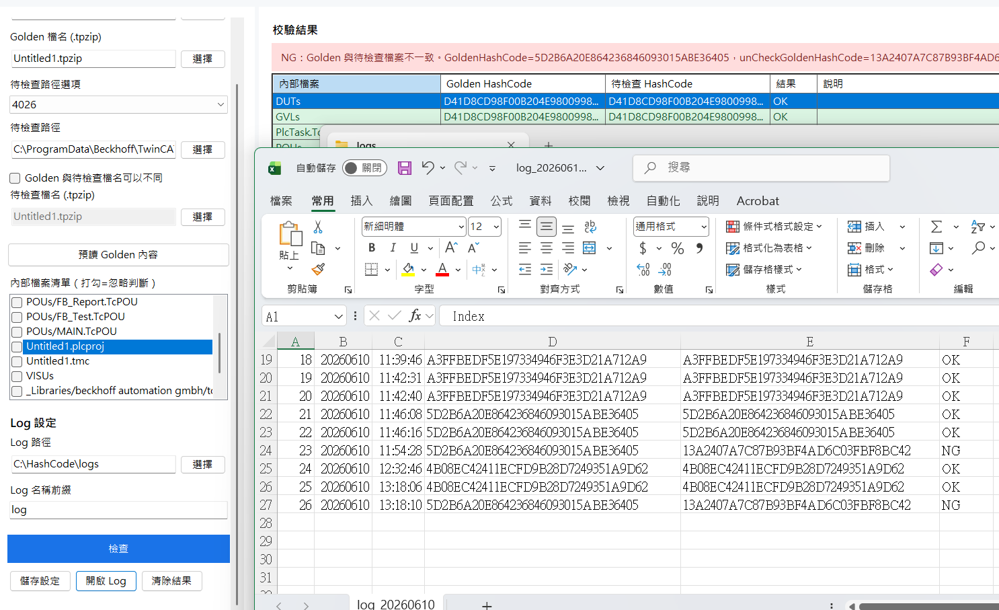 Golden 檔名 (.tpzip)
Untitled1.tpzip
選擇
待檢查路徑選項
4026
待檢查路徑
C:\ProgramData\Beckhoff\TwinCA
選擇
Golden 與待檢查檔名可以不同
待檢查檔名 (.tpzip)
Untitled1.tpzip
選擇
預讀 Golden 內容
內部檔案清單 ( 打勾=忽略判斷 )
POUs/FB_Report.TcPOU
POUs/FB_Test.TcPOU
POUs/MAIN.TcPOU
Untitled1.plcproj
Untitled1.tmc
VISUs
_Libraries/beckhoff automation gmbh/tc
Log 設定
Log 路徑
C:\HashCode\logs
選擇
Log 名稱前綴
log
檢查
儲存設定 開啟 Log 清除結果
校驗結果
NG：Golden 與待檢查檔案不一致。GoldenHashCode=5D2B6A20E864236846093015ABE36405，unCheckGoldenHashCode=13A2407A7C87B93BF4AD6
內部檔案 Golden HashCode 待檢查 HashCode 結果 說明
DUTs D41D8CD98F00B204E9800998... D41D8CD98F00B204E9800998... OK
GVLs D41D8CD98F00B204E9800998... D41D8CD98F00B204E9800998... OK
PlcTask.Tc
POUs
logs
自動儲存 關閉 log_2026061... 搜尋
檔案 常用 插入 繪圖 頁面配置 公式 資料 校閱 檢視 自動化 說明 Acrobat
貼上
剪貼簿
新細明體 12
B I U A A
A 中
字型
ab
對齊方式
通用格式
$ % ,
.00 .00
數值
條件式格式設定
格式化為表格
儲存格樣式
樣式
插入
刪除
格式
儲存格
編輯
A1 fx Index
A B C D E F
19 18 20260610 11:39:46 A3FFBEDF5E197334946F3E3D21A712A9 A3FFBEDF5E197334946F3E3D21A712A9 OK
20 19 20260610 11:42:31 A3FFBEDF5E197334946F3E3D21A712A9 A3FFBEDF5E197334946F3E3D21A712A9 OK
21 20 20260610 11:42:40 A3FFBEDF5E197334946F3E3D21A712A9 A3FFBEDF5E197334946F3E3D21A712A9 OK
22 21 20260610 11:46:08 5D2B6A20E864236846093015ABE36405 5D2B6A20E864236846093015ABE36405 OK
23 22 20260610 11:46:16 5D2B6A20E864236846093015ABE36405 5D2B6A20E864236846093015ABE36405 OK
24 23 20260610 11:54:28 5D2B6A20E864236846093015ABE36405 13A2407A7C87B93BF4AD6C03FBF8BC42 NG
25 24 20260610 12:32:46 4B08EC42411ECFD9B28D7249351A9D62 4B08EC42411ECFD9B28D7249351A9D62 OK
26 25 20260610 13:18:06 4B08EC42411ECFD9B28D7249351A9D62 4B08EC42411ECFD9B28D7249351A9D62 OK
27 26 20260610 13:18:10 5D2B6A20E864236846093015ABE36405 13A2407A7C87B93BF4AD6C03FBF8BC42 NG
28
29
30
31
log_20260610